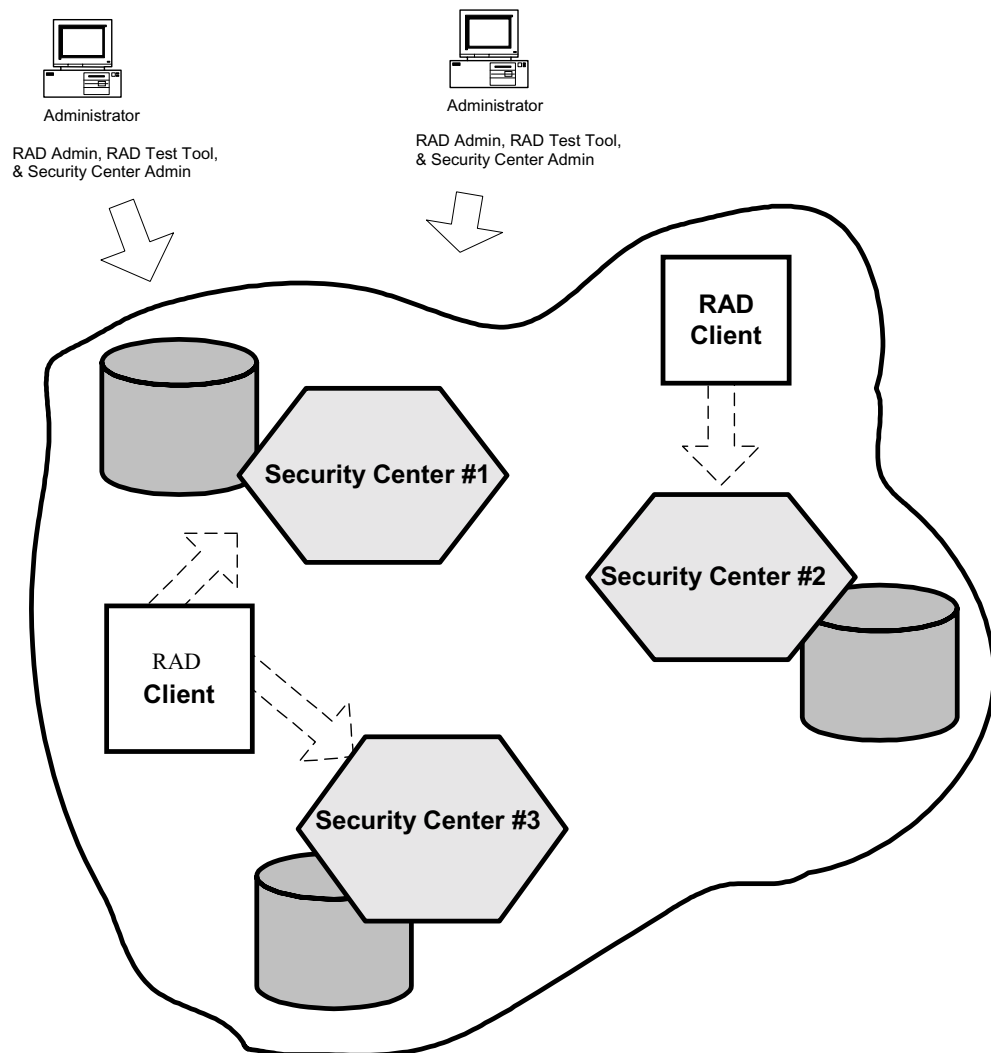 Administrator
RAD Admin, RAD Test Tool,
& Security Center Admin
Administrator
RAD Admin, RAD Test Tool,
& Security Center Admin
RAD
Client
Security Center #1
Security Center #2
RAD
Client
Security Center #3